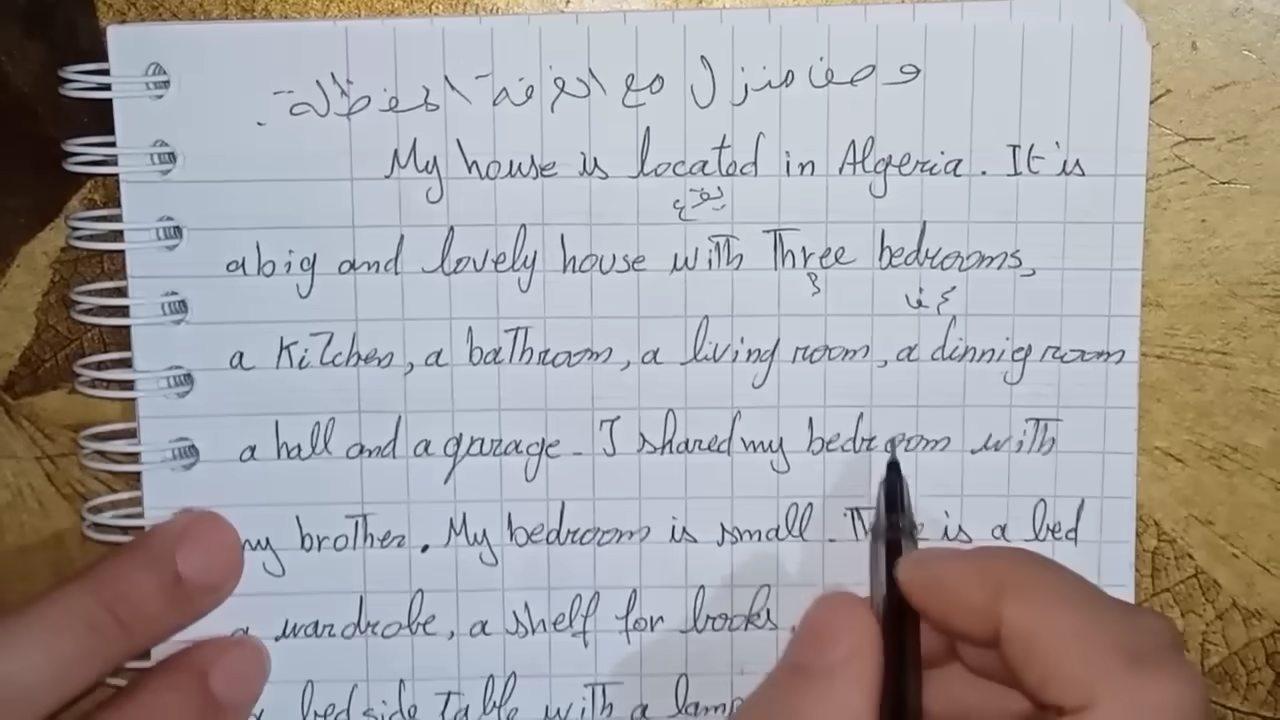 وصف منزل مع الغرفة المفضلة.
My house is located in Algeria. It is
يقع
a big and lovely house with Three bedrooms,
3 غرف
a Kitchen, a bathroom, a living room, a dinnig room
a hall and a garage. I shared my bedroom with
my brother. My bedroom is small. is a bed
a wardrobe, a shelf for books,
bedside table with a lamp